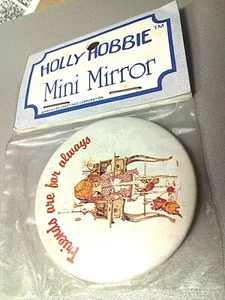 HOLLY HOBBIE™
Mini Mirror
Friends are for always